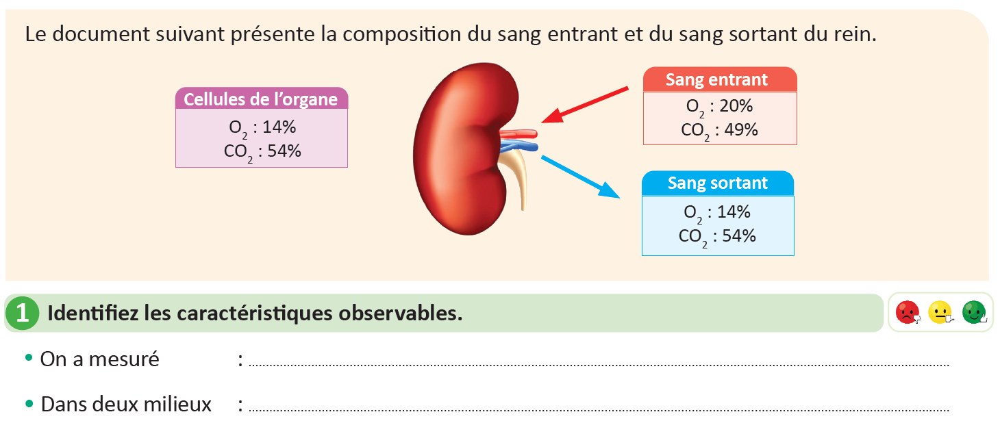 Le document suivant présente la composition du sang entrant et du sang sortant du rein.
Cellules de l'organe
O₂ : 14%
CO₂ : 54%
Sang entrant
O₂ : 20%
CO₂ : 49%
Sang sortant
O₂ : 14%
CO₂ : 54%
1 Identifiez les caractéristiques observables.
• On a mesuré :
• Dans deux milieux :